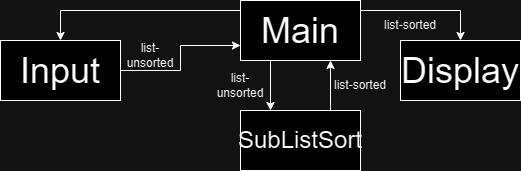 Main
list-sorted
list-
unsorted
Input
Display
list-
unsorted
list-sorted
SubListSort